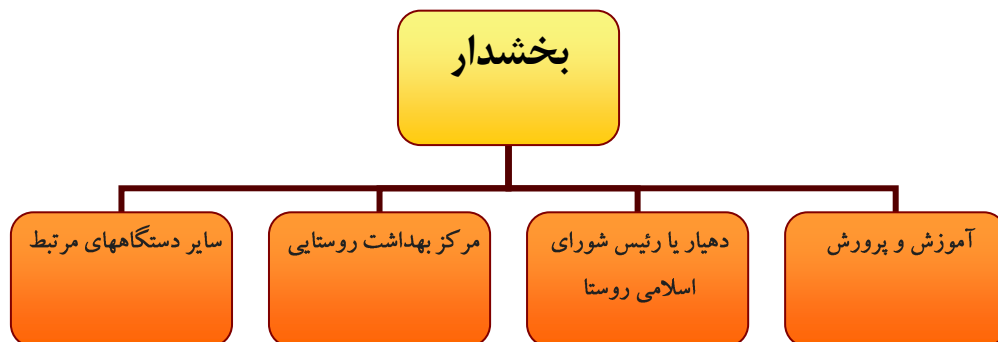 بخشدار
آموزش و پرورش
دهیار یا رئیس شورای
اسلامی روستا
مرکز بهداشت روستایی
سایر دستگاههای مرتبط